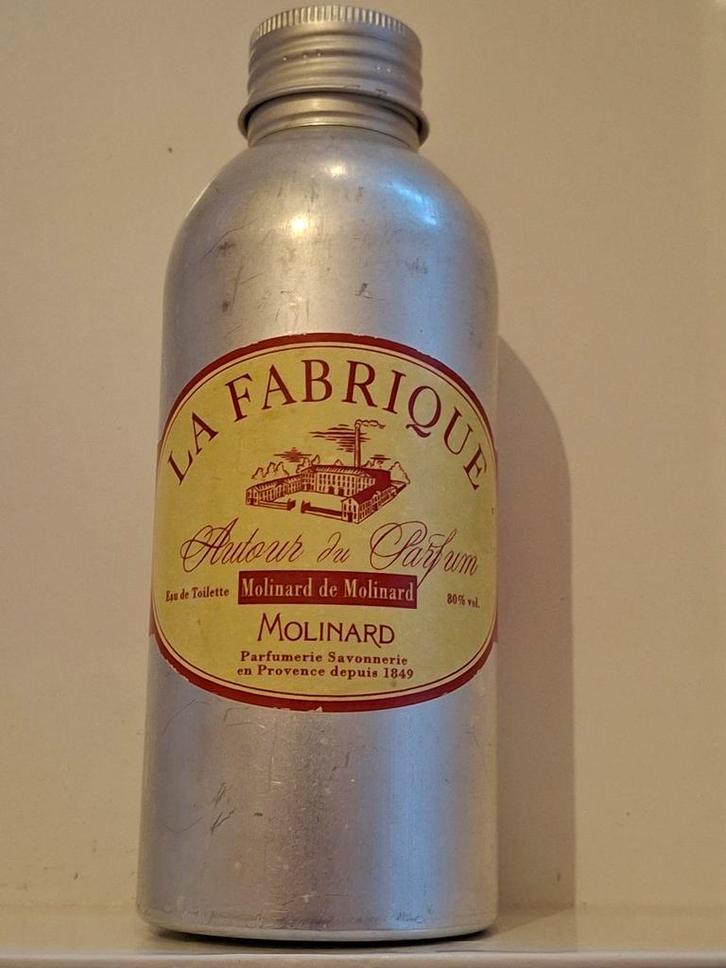 LA FABRIQUE
Autour du Parfum
Eau de Toilette
Molinard de Molinard
80% vol.
MOLINARD
Parfumerie Savonnerie
en Provence depuis 1849